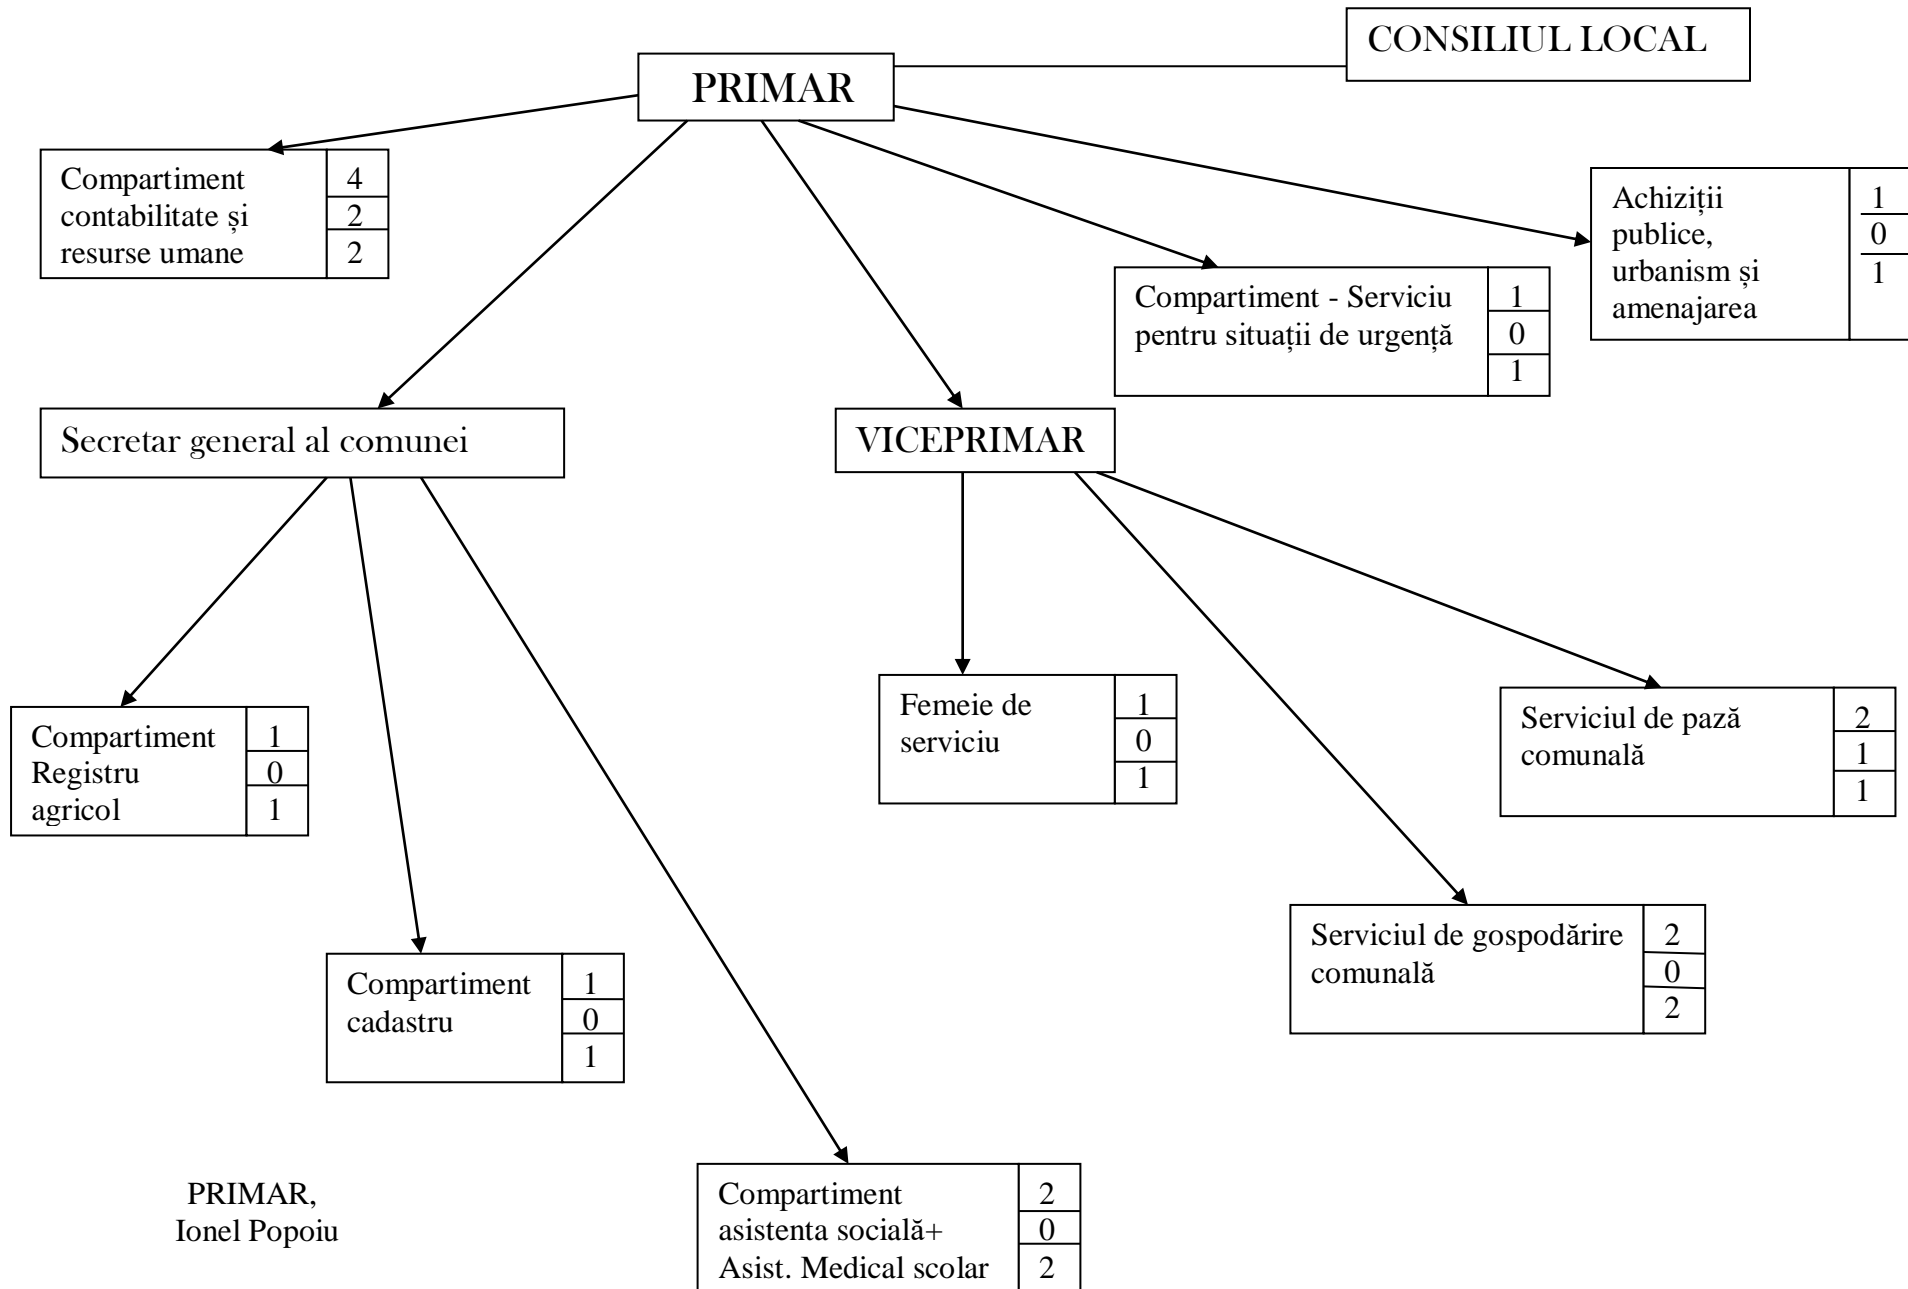 CONSILIUL LOCAL
PRIMAR
Compartiment
contabilitate și
resurse umane
4
2
2
Achiziții
publice,
urbanism și
amenajarea
1
0
1
Compartiment - Serviciu
pentru situații de urgență
1
0
1
Secretar general al comunei
VICEPRIMAR
Femeie de
serviciu
1
0
1
Serviciul de pază
comunală
2
1
1
Compartiment
Registru
agricol
1
0
1
Serviciul de gospodărire
comunală
2
0
2
Compartiment
cadastru
1
0
1
Compartiment
asistenta socială+
Asist. Medical scolar
2
0
2
PRIMAR,
Ionel Popoiu